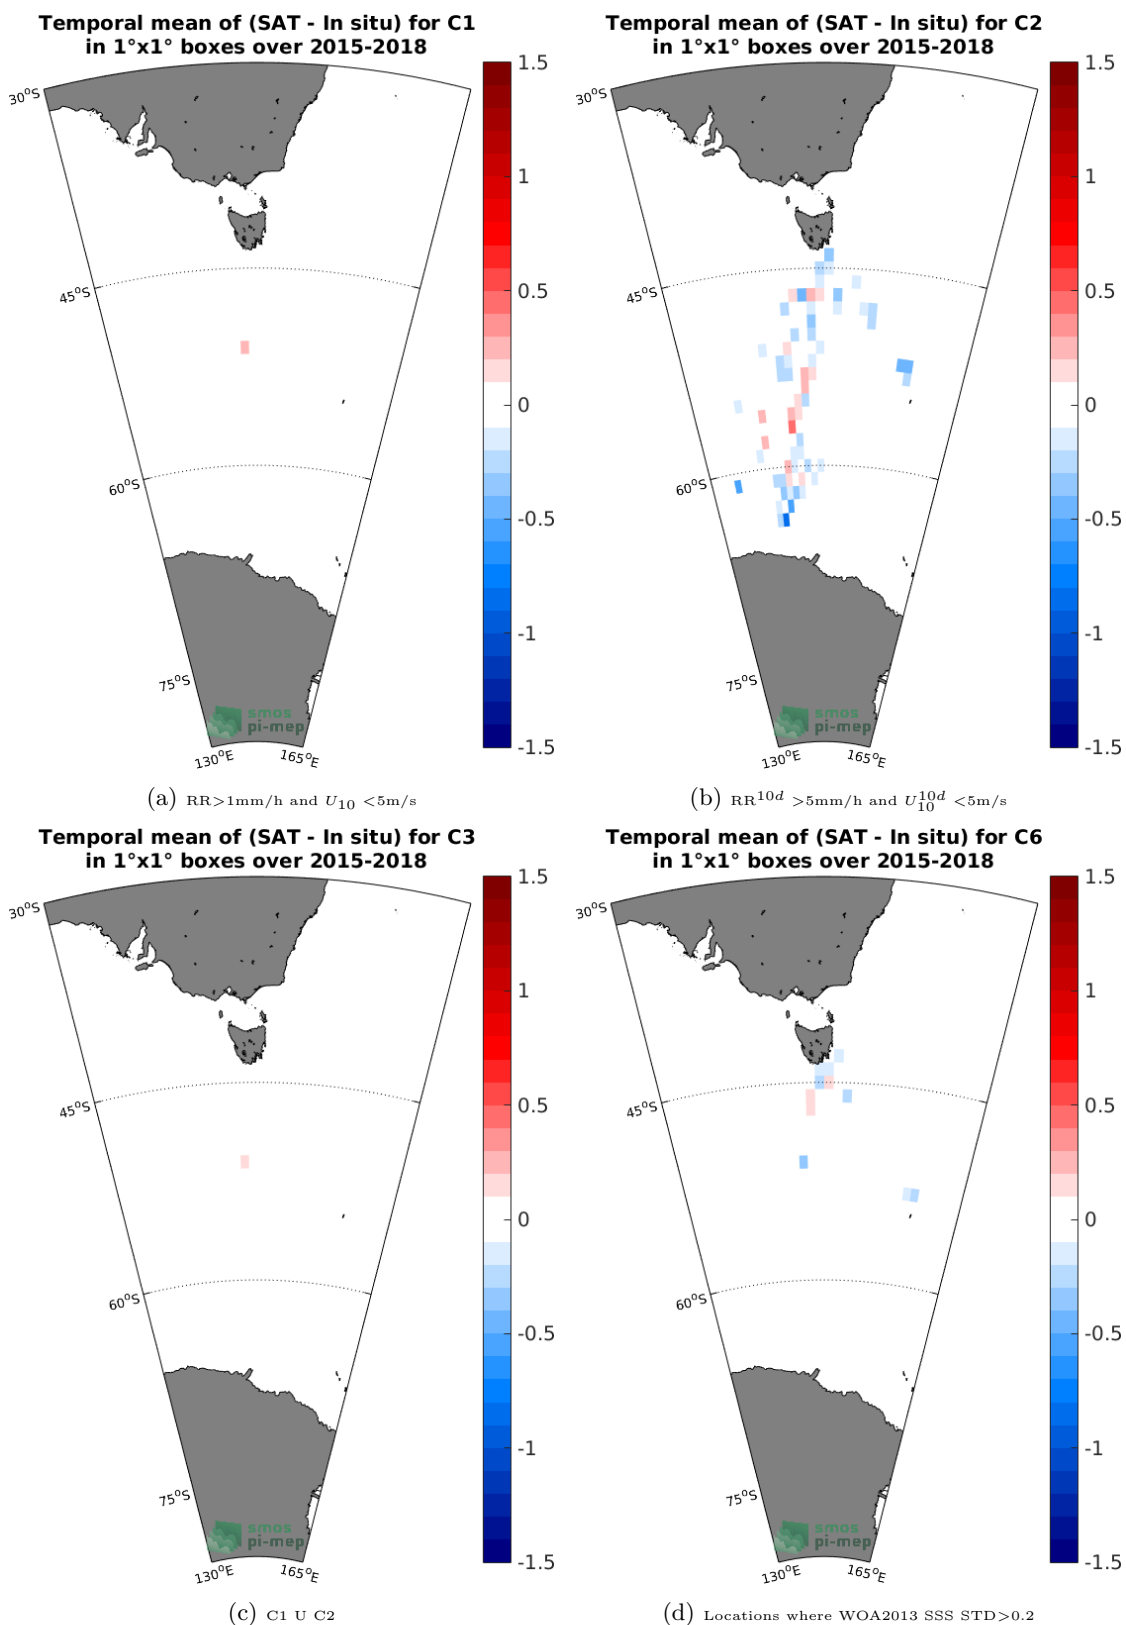 Temporal mean of (SAT - In situ) for C1
in 1°x1° boxes over 2015-2018
30°S
45°S
60°S
75°S
130°E
165°E
1.5
1
0.5
0
-0.5
-1
-1.5
smos
pi-mep
(a) RR>1mm/h and U10 <5m/s
Temporal mean of (SAT - In situ) for C2
in 1°x1° boxes over 2015-2018
30°S
45°S
60°S
75°S
130°E
165°E
1.5
1
0.5
0
-0.5
-1
-1.5
smos
pi-mep
(b) RR10d >5mm/h and U10d10 <5m/s
Temporal mean of (SAT - In situ) for C3
in 1°x1° boxes over 2015-2018
30°S
45°S
60°S
75°S
130°E
165°E
1.5
1
0.5
0
-0.5
-1
-1.5
smos
pi-mep
(c) C1 U C2
Temporal mean of (SAT - In situ) for C6
in 1°x1° boxes over 2015-2018
30°S
45°S
60°S
75°S
130°E
165°E
1.5
1
0.5
0
-0.5
-1
-1.5
smos
pi-mep
(d) Locations where WOA2013 SSS STD>0.2